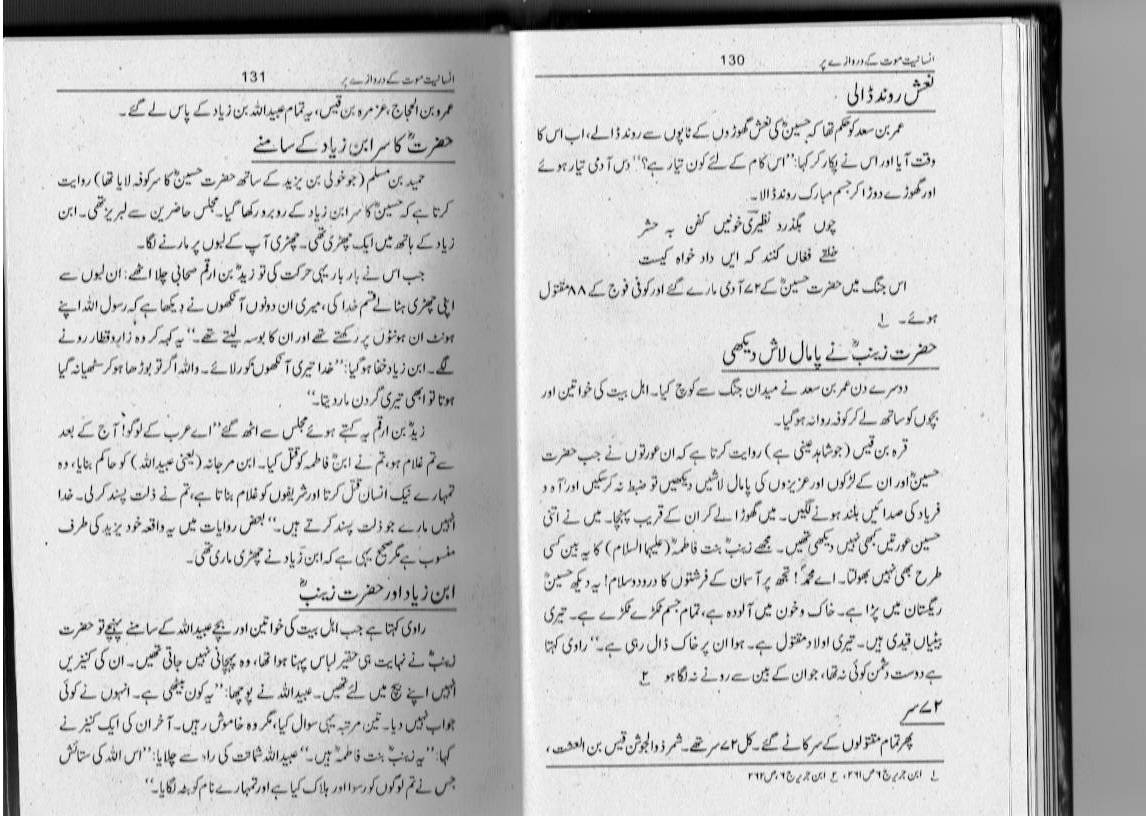 انسانیت موت کے دروازے پر 130
نعش روند ڈالی
عمر بن سعد کو حکم تھا کہ حسینؓ کی نعش گھوڑوں کے ٹاپوں سے روند ڈالے، اب اس کا
وقت آیا اور اس نے پکار کر کہا: ”اس کام کے لئے کون تیار ہے؟“ دس آدمی تیار ہوئے
اور گھوڑے دوڑا کر جسم مبارک روند ڈالا۔
چوں بگذرد نظیریؔ خونیں کفن بہ حشر
خلقے فغاں کنند کہ ایں داد خواہ کیست
اس جنگ میں حضرت حسینؓ کے ۷۲ آدمی مارے گئے اور کوفی فوج کے ۸۸ مقتول
ہوئے۔ ۱
حضرت زینبؓ نے پامال لاش دیکھی
دوسرے دن عمر بن سعد نے میدان جنگ سے کوچ کیا۔ اہل بیت کی خواتین اور
بچوں کو ساتھ لے کر کوفہ روانہ ہو گیا۔
قرہ بن قیس (جو شاہد عینی ہے) روایت کرتا ہے کہ ان عورتوں نے جب حضرت
حسینؓ اور ان کے لڑکوں اور عزیزوں کی پامال لاشیں دیکھیں تو ضبط نہ کر سکیں اور آہ و
فریاد کی صدائیں بلند ہونے لگیں۔ میں گھوڑا لے کر ان کے قریب پہنچا۔ میں نے اتنی
حسین عورتیں کبھی نہیں دیکھی تھیں۔ مجھے زینبؓ بنت فاطمہؓ (علیہا السلام) کا یہ بین کسی
طرح بھی نہیں بھولتا۔ اے محمدؐ! تجھ پر آسمان کے فرشتوں کا درود و سلام! یہ دیکھ حسینؓ
ریگستان میں پڑا ہے۔ خاک و خون میں آلودہ ہے، تمام جسم ٹکڑے ٹکڑے ہے۔ تیری
بیٹیاں قیدی ہیں۔ تیری اولاد مقتول ہے۔ ہوا ان پر خاک ڈال رہی ہے۔“ راوی کہتا
ہے دوست دشمن کوئی نہ تھا، جو ان کے بین سے رونے نہ لگا ہو ۲
۷۲ سر
پھر تمام مقتولوں کے سر کاٹے گئے۔ کل ۷۲ سر تھے۔ شمر ذوالجوشن قیس بن الاشعث،
۱ ابن جریر ج ۶ ص ۲۶۱، ۲ ابن جریر ج ۶، ص ۲۶۲
انسانیت موت کے دروازے پر 131
عمرو بن الحجاج، عزمرہ بن قیس، یہ تمام عبیداللہ بن زیاد کے پاس لے گئے۔
حضرتؓ کا سر ابن زیاد کے سامنے
حمید بن مسلم (جو خولی بن یزید کے ساتھ حضرت حسینؓ کا سر کوفہ لایا تھا) روایت
کرتا ہے کہ حسینؓ کا سر ابن زیاد کے روبرو رکھا گیا۔ مجلس حاضرین سے لبریز تھی۔ ابن
زیاد کے ہاتھ میں ایک چھڑی تھی۔ چھڑی آپ کے لبوں پر مارنے لگا۔
جب اس نے بار بار یہی حرکت کی تو زیدؓ بن ارقم صحابی چلا اٹھے: ان لبوں سے
اپنی چھڑی ہٹا لے قسم خدا کی، میری ان دونوں آنکھوں نے دیکھا ہے کہ رسول اللہ اپنے
ہونٹ ان ہونٹوں پر رکھتے تھے اور ان کا بوسہ لیتے تھے۔“ یہ کہہ کر وہ زار و قطار رونے
لگے۔ ابن زیاد خفا ہو گیا: ”خدا تیری آنکھوں کو رلائے۔ واللہ اگر تو بوڑھا ہو کر سٹھیا نہ گیا
ہوتا تو ابھی تیری گردن مار دیتا۔“
زیدؓ بن ارقم یہ کہتے ہوئے مجلس سے اٹھ گئے ”اے عرب کے لوگو! آج کے بعد
سے تم غلام ہو، تم نے ابنؓ فاطمہ کو قتل کیا۔ ابن مرجانہ (یعنی عبیداللہ) کو حاکم بنایا، وہ
تمہارے نیک انسان قتل کرتا اور شریفوں کو غلام بناتا ہے، تم نے ذلت پسند کر لی۔ خدا
انہیں مارے جو ذلت پسند کرتے ہیں۔“ بعض روایات میں یہ واقعہ خود یزید کی طرف
منسوب ہے مگر صحیح یہی ہے کہ ابن زیاد نے چھڑی ماری تھی۔
ابن زیاد اور حضرت زینبؓ
راوی کہتا ہے جب اہل بیت کی خواتین اور بچے عبیداللہ کے سامنے پہنچے تو حضرت
زینبؓ نے نہایت ہی حقیر لباس پہنا ہوا تھا، وہ پہچانی نہیں جاتی تھیں۔ ان کی کنیزیں
انہیں اپنے بیچ میں لئے تھیں۔ عبیداللہ نے پوچھا: ”یہ کون بیٹھی ہے۔ انہوں نے کوئی
جواب نہیں دیا۔ تین مرتبہ یہی سوال کیا، مگر وہ خاموش رہیں۔ آخر ان کی ایک کنیز نے
کہا: ”یہ زینبؓ بنت فاطمہؓ ہیں۔“ عبیداللہ شماتت کی راہ سے چلایا: ”اس اللہ کی ستائش
جس نے تم لوگوں کو رسوا اور ہلاک کیا ہے اور تمہارے نام کو بٹہ لگایا۔“